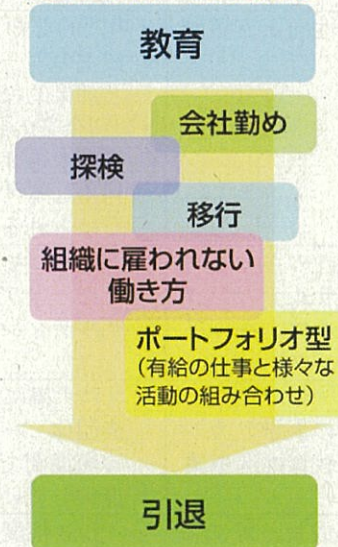 教育
会社勤め
探検
移行
組織に雇われない
働き方
ポートフォリオ型
(有給の仕事と様々な
活動の組み合わせ)
引退